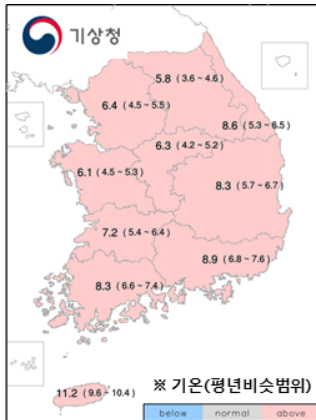 기상청
5.8 (3.6 ~ 4.6)
6.4 (4.5 ~ 5.5)
8.6 (5.3 ~ 6.5)
6.3 (4.2 ~ 5.2)
6.1 (4.5 ~ 5.3)
8.3 (5.7 ~ 6.7)
7.2 (5.4 ~ 6.4)
8.9 (6.8 ~ 7.6)
8.3 (6.6 ~ 7.4)
11.2 (9.6 ~ 10.4)
※ 기온(평년비슷범위)
below normal above